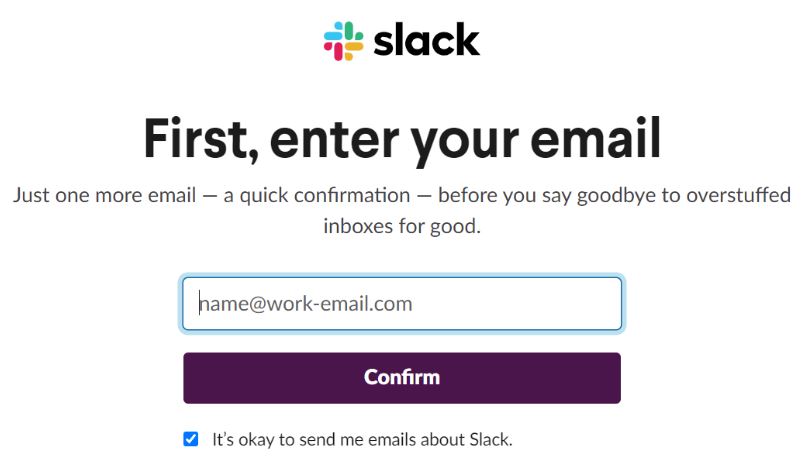 slack
First, enter your email
Just one more email — a quick confirmation — before you say goodbye to overstuffed
inboxes for good.
name@work-email.com
Confirm
It's okay to send me emails about Slack.